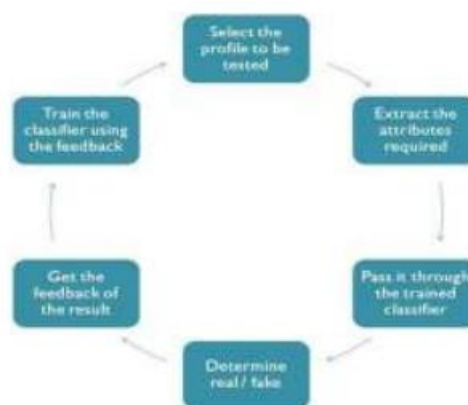 Select the
profile to be
tested
Extract the
attributes
required
Pass it through
the trained
classifier
Determine
real / fake
Get the
feedback of
the result
Train the
classifier using
the feedback